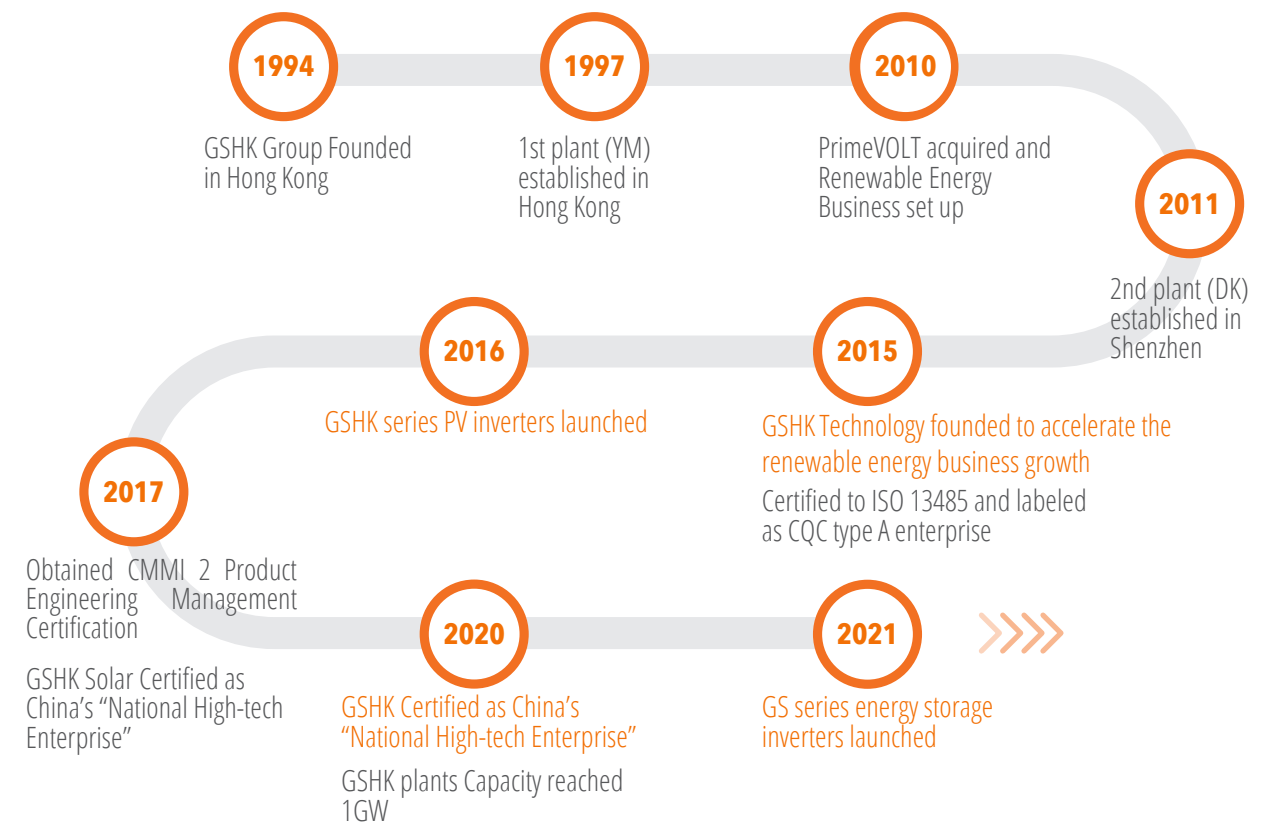 1994
GSHK Group Founded
in Hong Kong
1997
1st plant (YM)
established in
Hong Kong
2010
PrimeVOLT acquired and
Renewable Energy
Business set up
2011
2nd plant (DK)
established in
Shenzhen
2015
GSHK Technology founded to accelerate the
renewable energy business growth
Certified to ISO 13485 and labeled
as CQC type A enterprise
2016
GSHK series PV inverters launched
2017
Obtained CMMI 2 Product
Engineering Management
Certification
GSHK Solar Certified as
China's “National High-tech
Enterprise”
2020
GSHK Certified as China's
“National High-tech Enterprise”
GSHK plants Capacity reached
1GW
2021
GS series energy storage
inverters launched